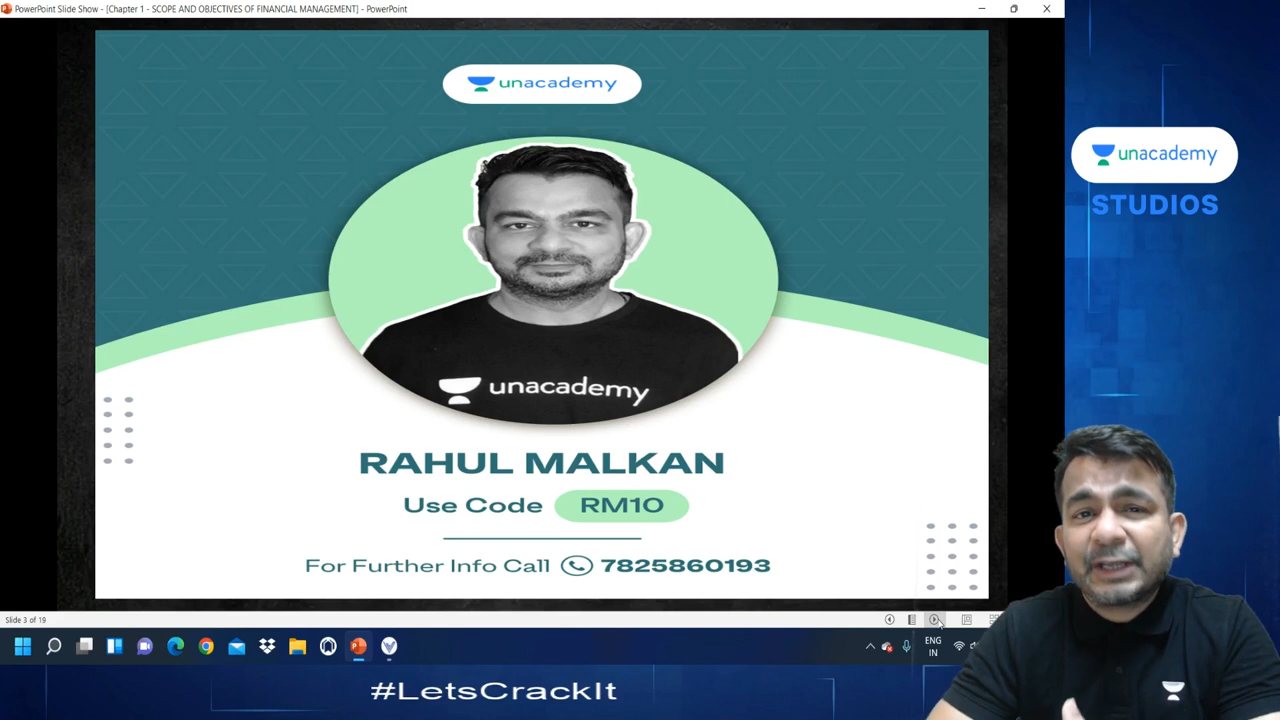 PowerPoint Slide Show - [Chapter 1 - SCOPE AND OBJECTIVES OF FINANCIAL MANAGEMENT] - PowerPoint
unacademy
unacademy
STUDIOS
unacademy
RAHUL MALKAN
Use Code RM10
For Further Info Call 7825860193
Slide 3 of 19
ENG
IN
#LetsCrackIt